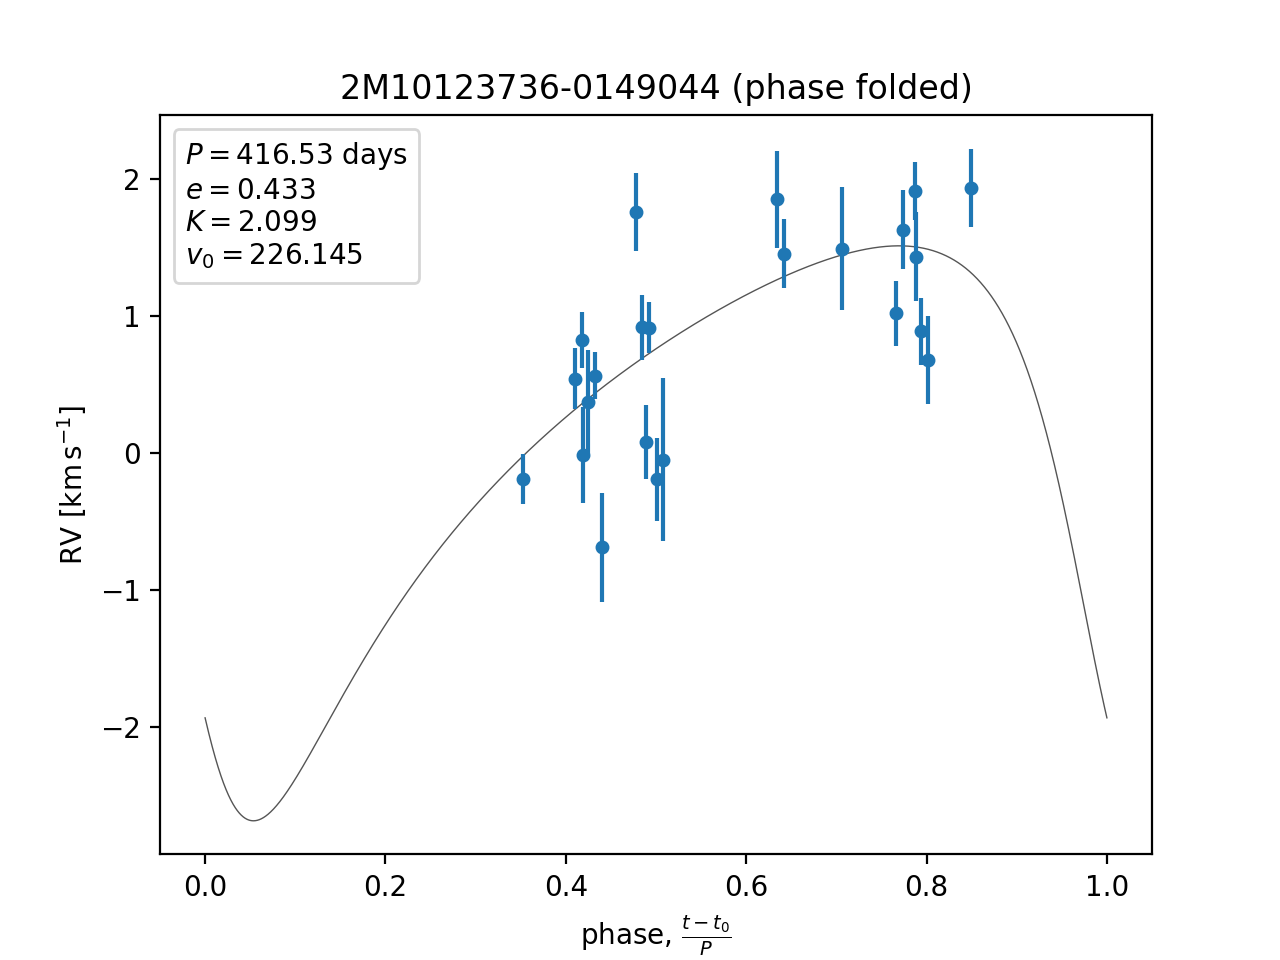 2M10123736-0149044 (phase folded)
P = 416.53 days
e = 0.433
K = 2.099
v₀ = 226.145
RV [km s⁻¹]
2
1
0
−1
−2
0.0 0.2 0.4 0.6 0.8 1.0
phase, (t − t₀)/P